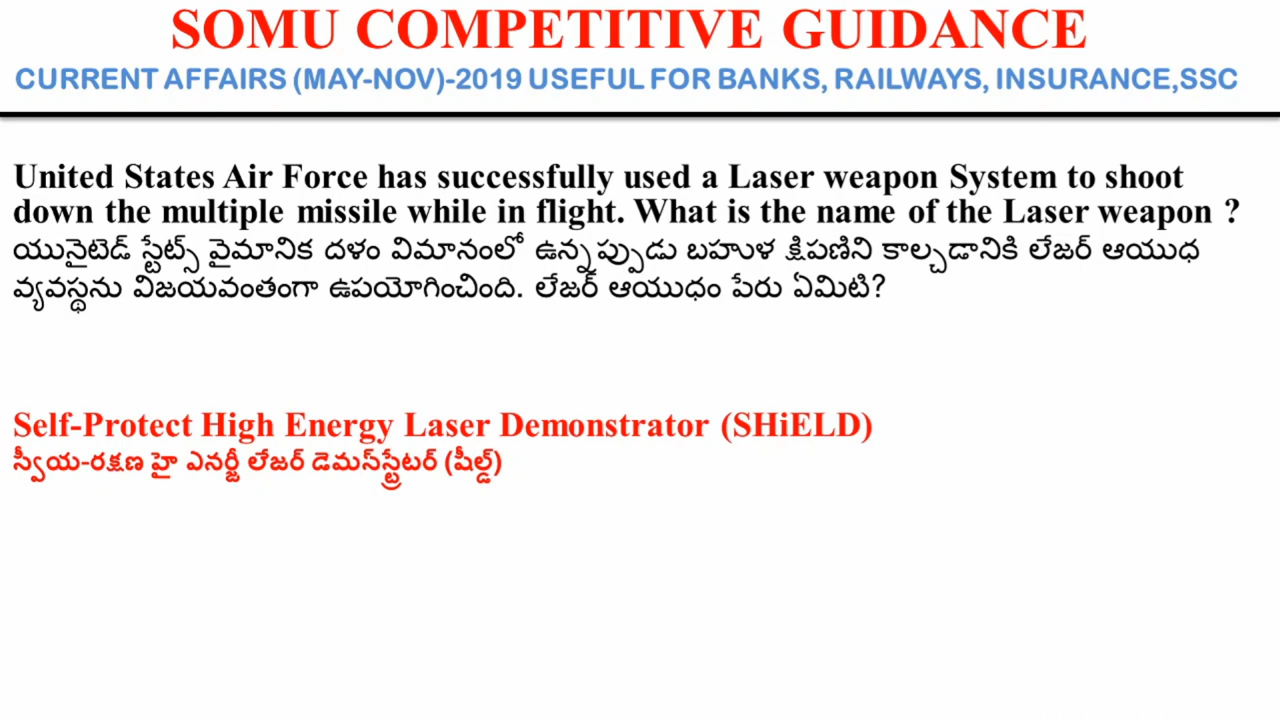 SOMU COMPETITIVE GUIDANCE
CURRENT AFFAIRS (MAY-NOV)-2019 USEFUL FOR BANKS, RAILWAYS, INSURANCE,SSC
United States Air Force has successfully used a Laser weapon System to shoot
down the multiple missile while in flight. What is the name of the Laser weapon ?
యునైటెడ్ స్టేట్స్ వైమానిక దళం విమానంలో ఉన్నప్పుడు బహుళ క్షిపణిని కాల్చడానికి లేజర్ ఆయుధ
వ్యవస్థను విజయవంతంగా ఉపయోగించింది. లేజర్ ఆయుధం పేరు ఏమిటి?
Self-Protect High Energy Laser Demonstrator (SHiELD)
స్వీయ-రక్షణ హై ఎనర్జీ లేజర్ డెమన్‌స్ట్రేటర్ (షీల్డ్)